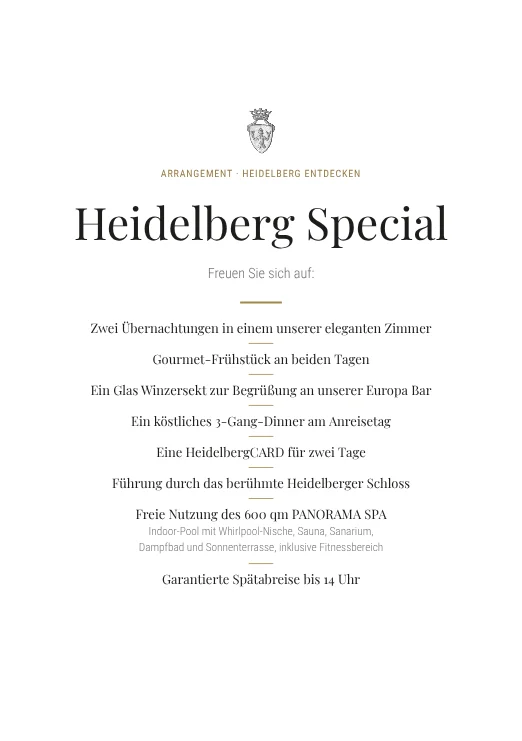 ARRANGEMENT · HEIDELBERG ENTDECKEN
Heidelberg Special
Freuen Sie sich auf:
Zwei Übernachtungen in einem unserer eleganten Zimmer
Gourmet-Frühstück an beiden Tagen
Ein Glas Winzersekt zur Begrüßung an unserer Europa Bar
Ein köstliches 3-Gang-Dinner am Anreisetag
Eine HeidelbergCARD für zwei Tage
Führung durch das berühmte Heidelberger Schloss
Freie Nutzung des 600 qm PANORAMA SPA
Indoor-Pool mit Whirlpool-Nische, Sauna, Sanarium,
Dampfbad und Sonnenterrasse, inklusive Fitnessbereich
Garantierte Spätabreise bis 14 Uhr